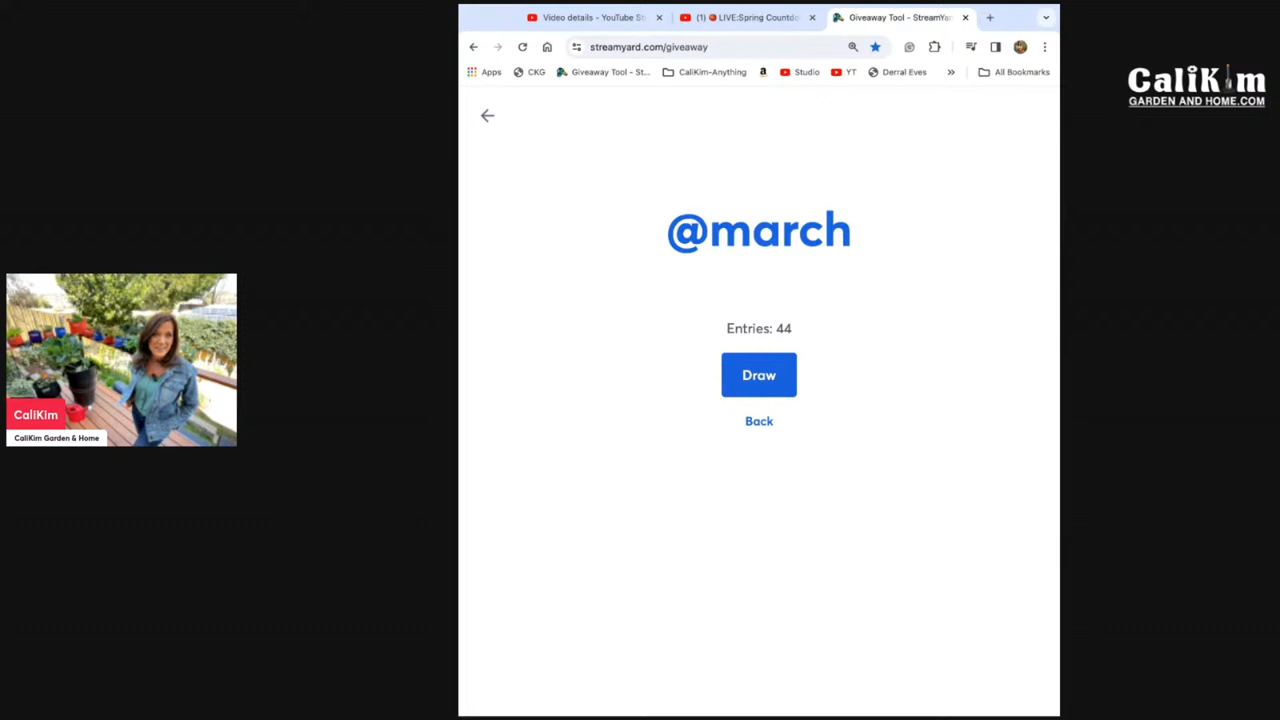 Video details - YouTube St
(1) LIVE:Spring Countdo
Giveaway Tool - StreamYar
streamyard.com/giveaway
Apps
CKG
Giveaway Tool - St...
CaliKim-Anything
Studio
YT
Derral Eves
»
All Bookmarks
CaliKim
GARDEN AND HOME.COM
@march
Entries: 44
Draw
Back
CaliKim
CaliKim Garden & Home